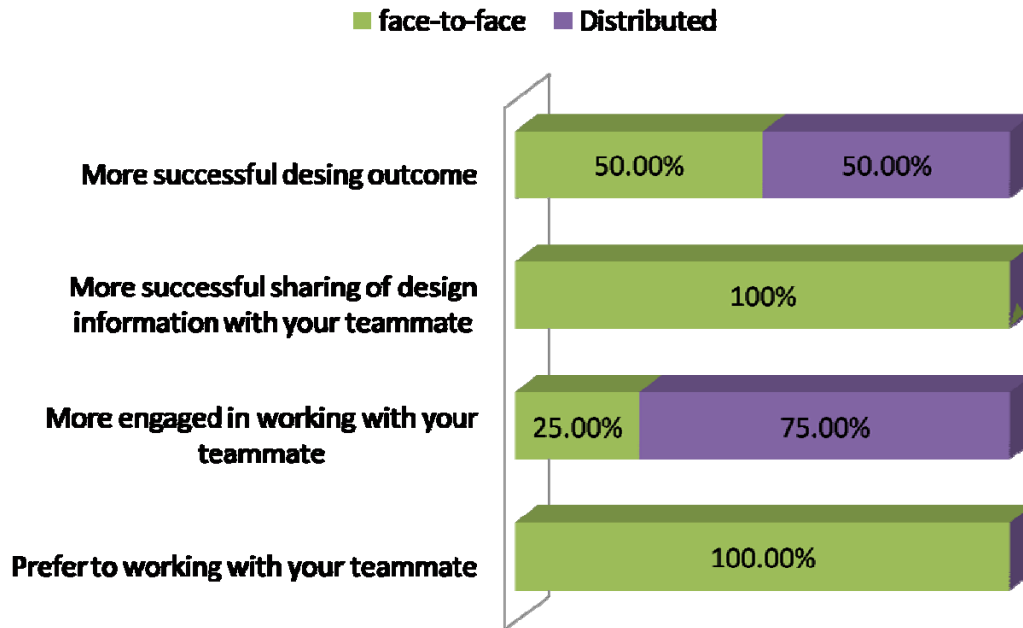 face-to-face Distributed
More successful desing outcome
50.00% 50.00%
More successful sharing of design
information with your teammate
100%
More engaged in working with your
teammate
25.00% 75.00%
Prefer to working with your teammate
100.00%